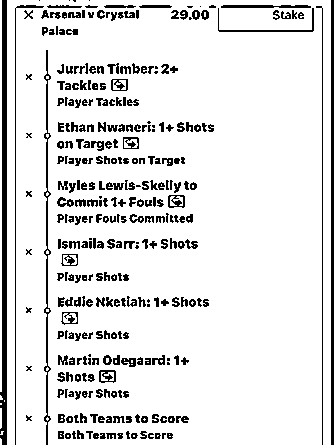 × Arsenal v Crystal Palace 29.00 Stake
× Jurrien Timber: 2+
Tackles
Player Tackles
× Ethan Nwaneri: 1+ Shots
on Target
Player Shots on Target
× Myles Lewis-Skelly to
Commit 1+ Fouls
Player Fouls Committed
× Ismaila Sarr: 1+ Shots
Player Shots
× Eddie Nketiah: 1+ Shots
Player Shots
× Martin Odegaard: 1+
Shots
Player Shots
× Both Teams to Score
Both Teams to Score